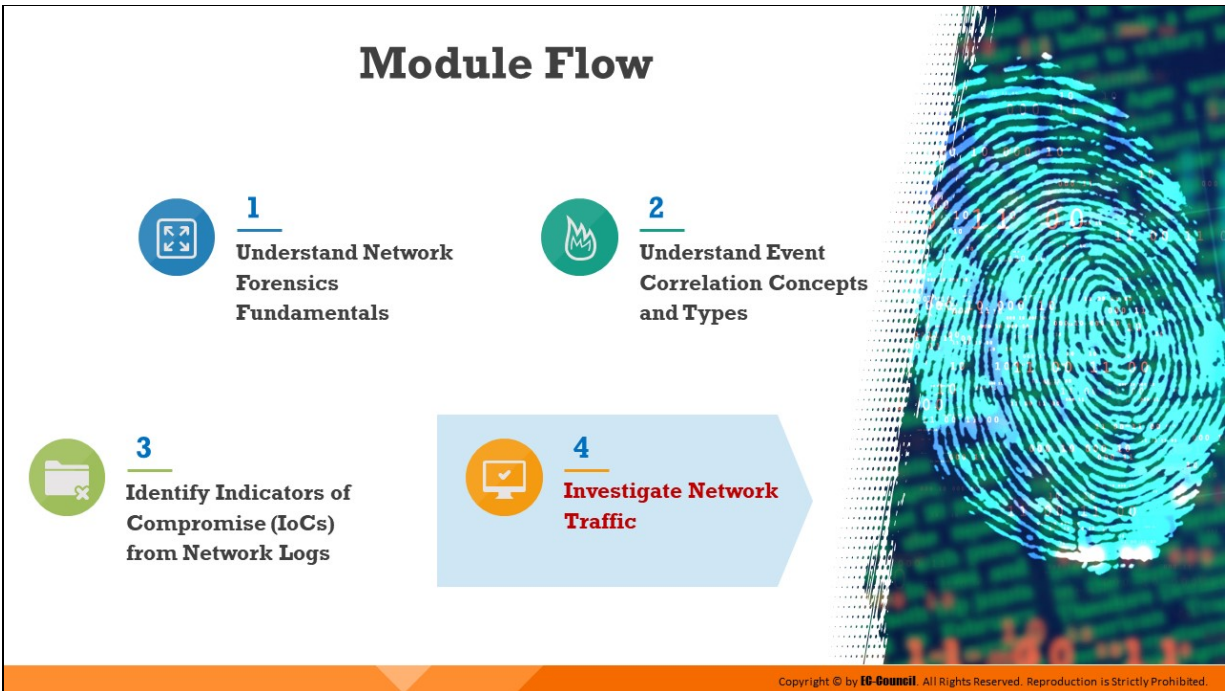 Module Flow
1
Understand Network
Forensics
Fundamentals
2
Understand Event
Correlation Concepts
and Types
3
Identify Indicators of
Compromise (IoCs)
from Network Logs
4
Investigate Network
Traffic
Copyright © by EC-Council. All Rights Reserved. Reproduction is Strictly Prohibited.